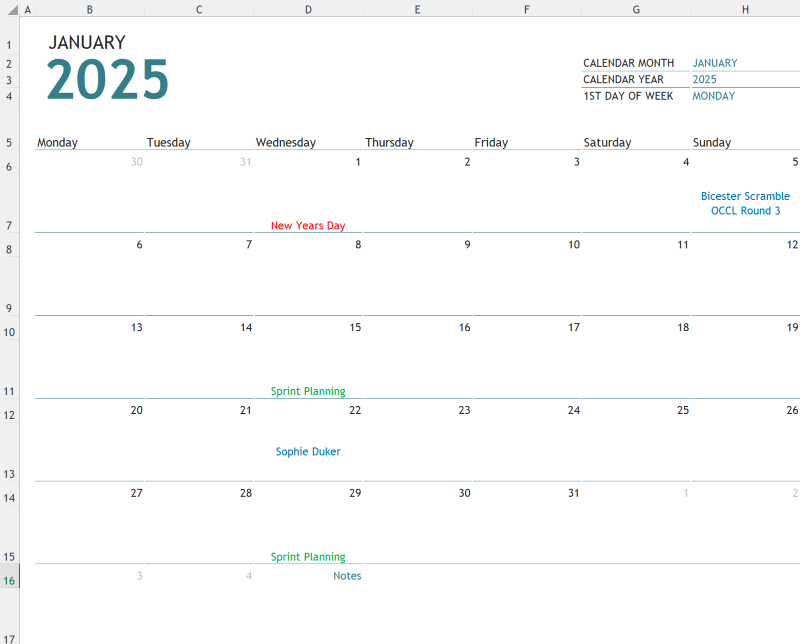 A B C D E F G H
1 JANUARY
2 2025 CALENDAR MONTH JANUARY
3 CALENDAR YEAR 2025
4 1ST DAY OF WEEK MONDAY
5 Monday Tuesday Wednesday Thursday Friday Saturday Sunday
6 30 31 1 2 3 4 5
Bicester Scramble
OCCL Round 3
7 New Years Day
8 6 7 8 9 10 11 12
9
10 13 14 15 16 17 18 19
11 Sprint Planning
12 20 21 22 23 24 25 26
Sophie Duker
13
14 27 28 29 30 31 1 2
15 Sprint Planning
16 3 4 Notes
17